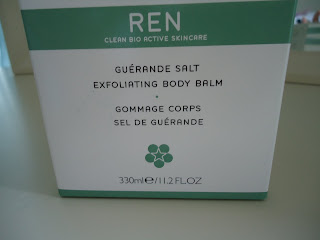 REN
CLEAN BIO ACTIVE SKINCARE
GUÉRANDE SALT
EXFOLIATING BODY BALM
•
GOMMAGE CORPS
SEL DE GUÉRANDE
330ml℮/11.2 FL.OZ